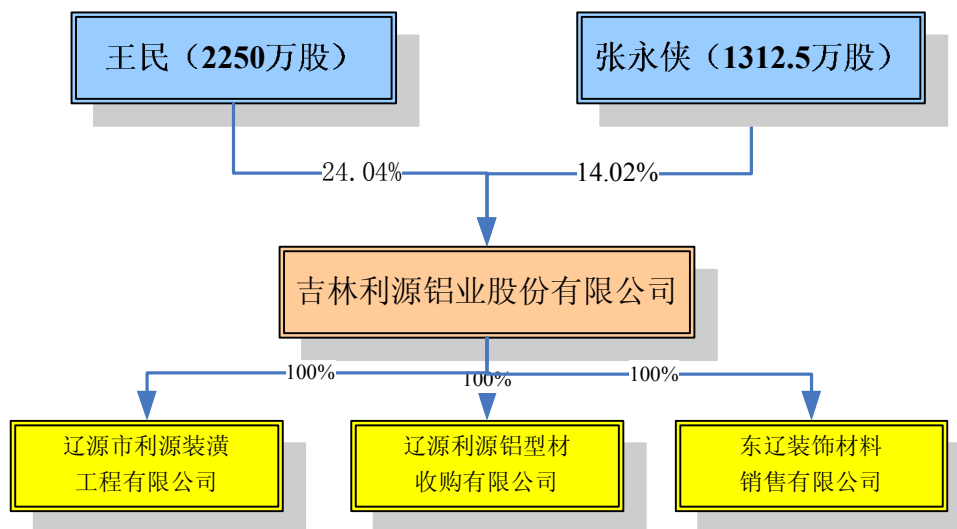 王民（2250万股）
张永侠（1312.5万股）
24.04%
14.02%
吉林利源铝业股份有限公司
100%
100%
100%
辽源市利源装潢
工程有限公司
辽源利源铝型材
收购有限公司
东辽装饰材料
销售有限公司